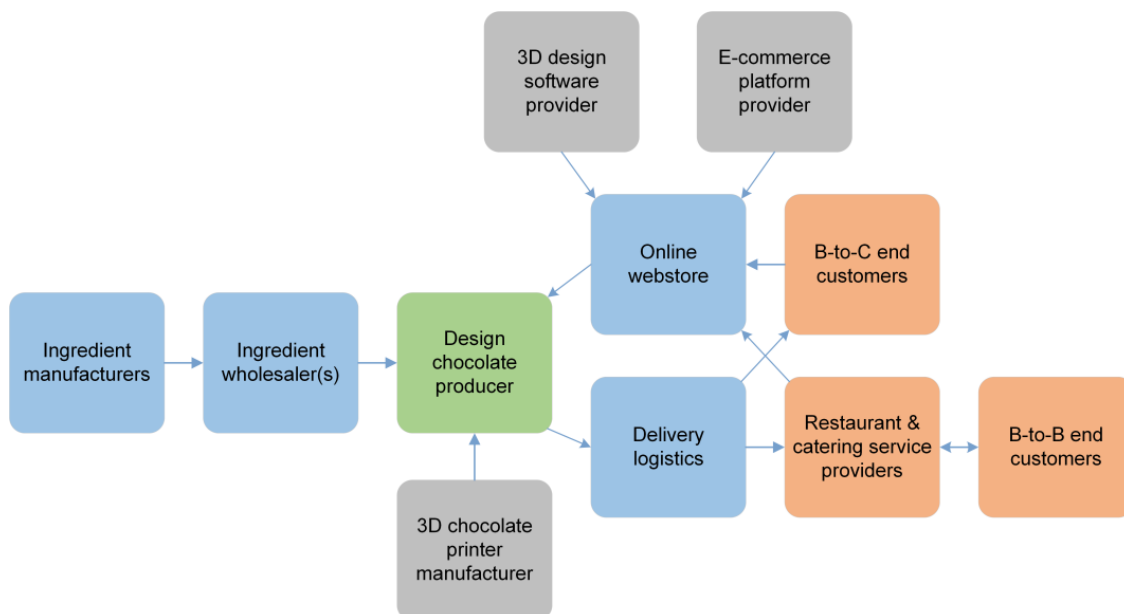 3D design
software
provider
E-commerce
platform
provider
Online
webstore
B-to-C end
customers
Ingredient
manufacturers
Ingredient
wholesaler(s)
Design
chocolate
producer
Delivery
logistics
Restaurant &
catering service
providers
B-to-B end
customers
3D chocolate
printer
manufacturer